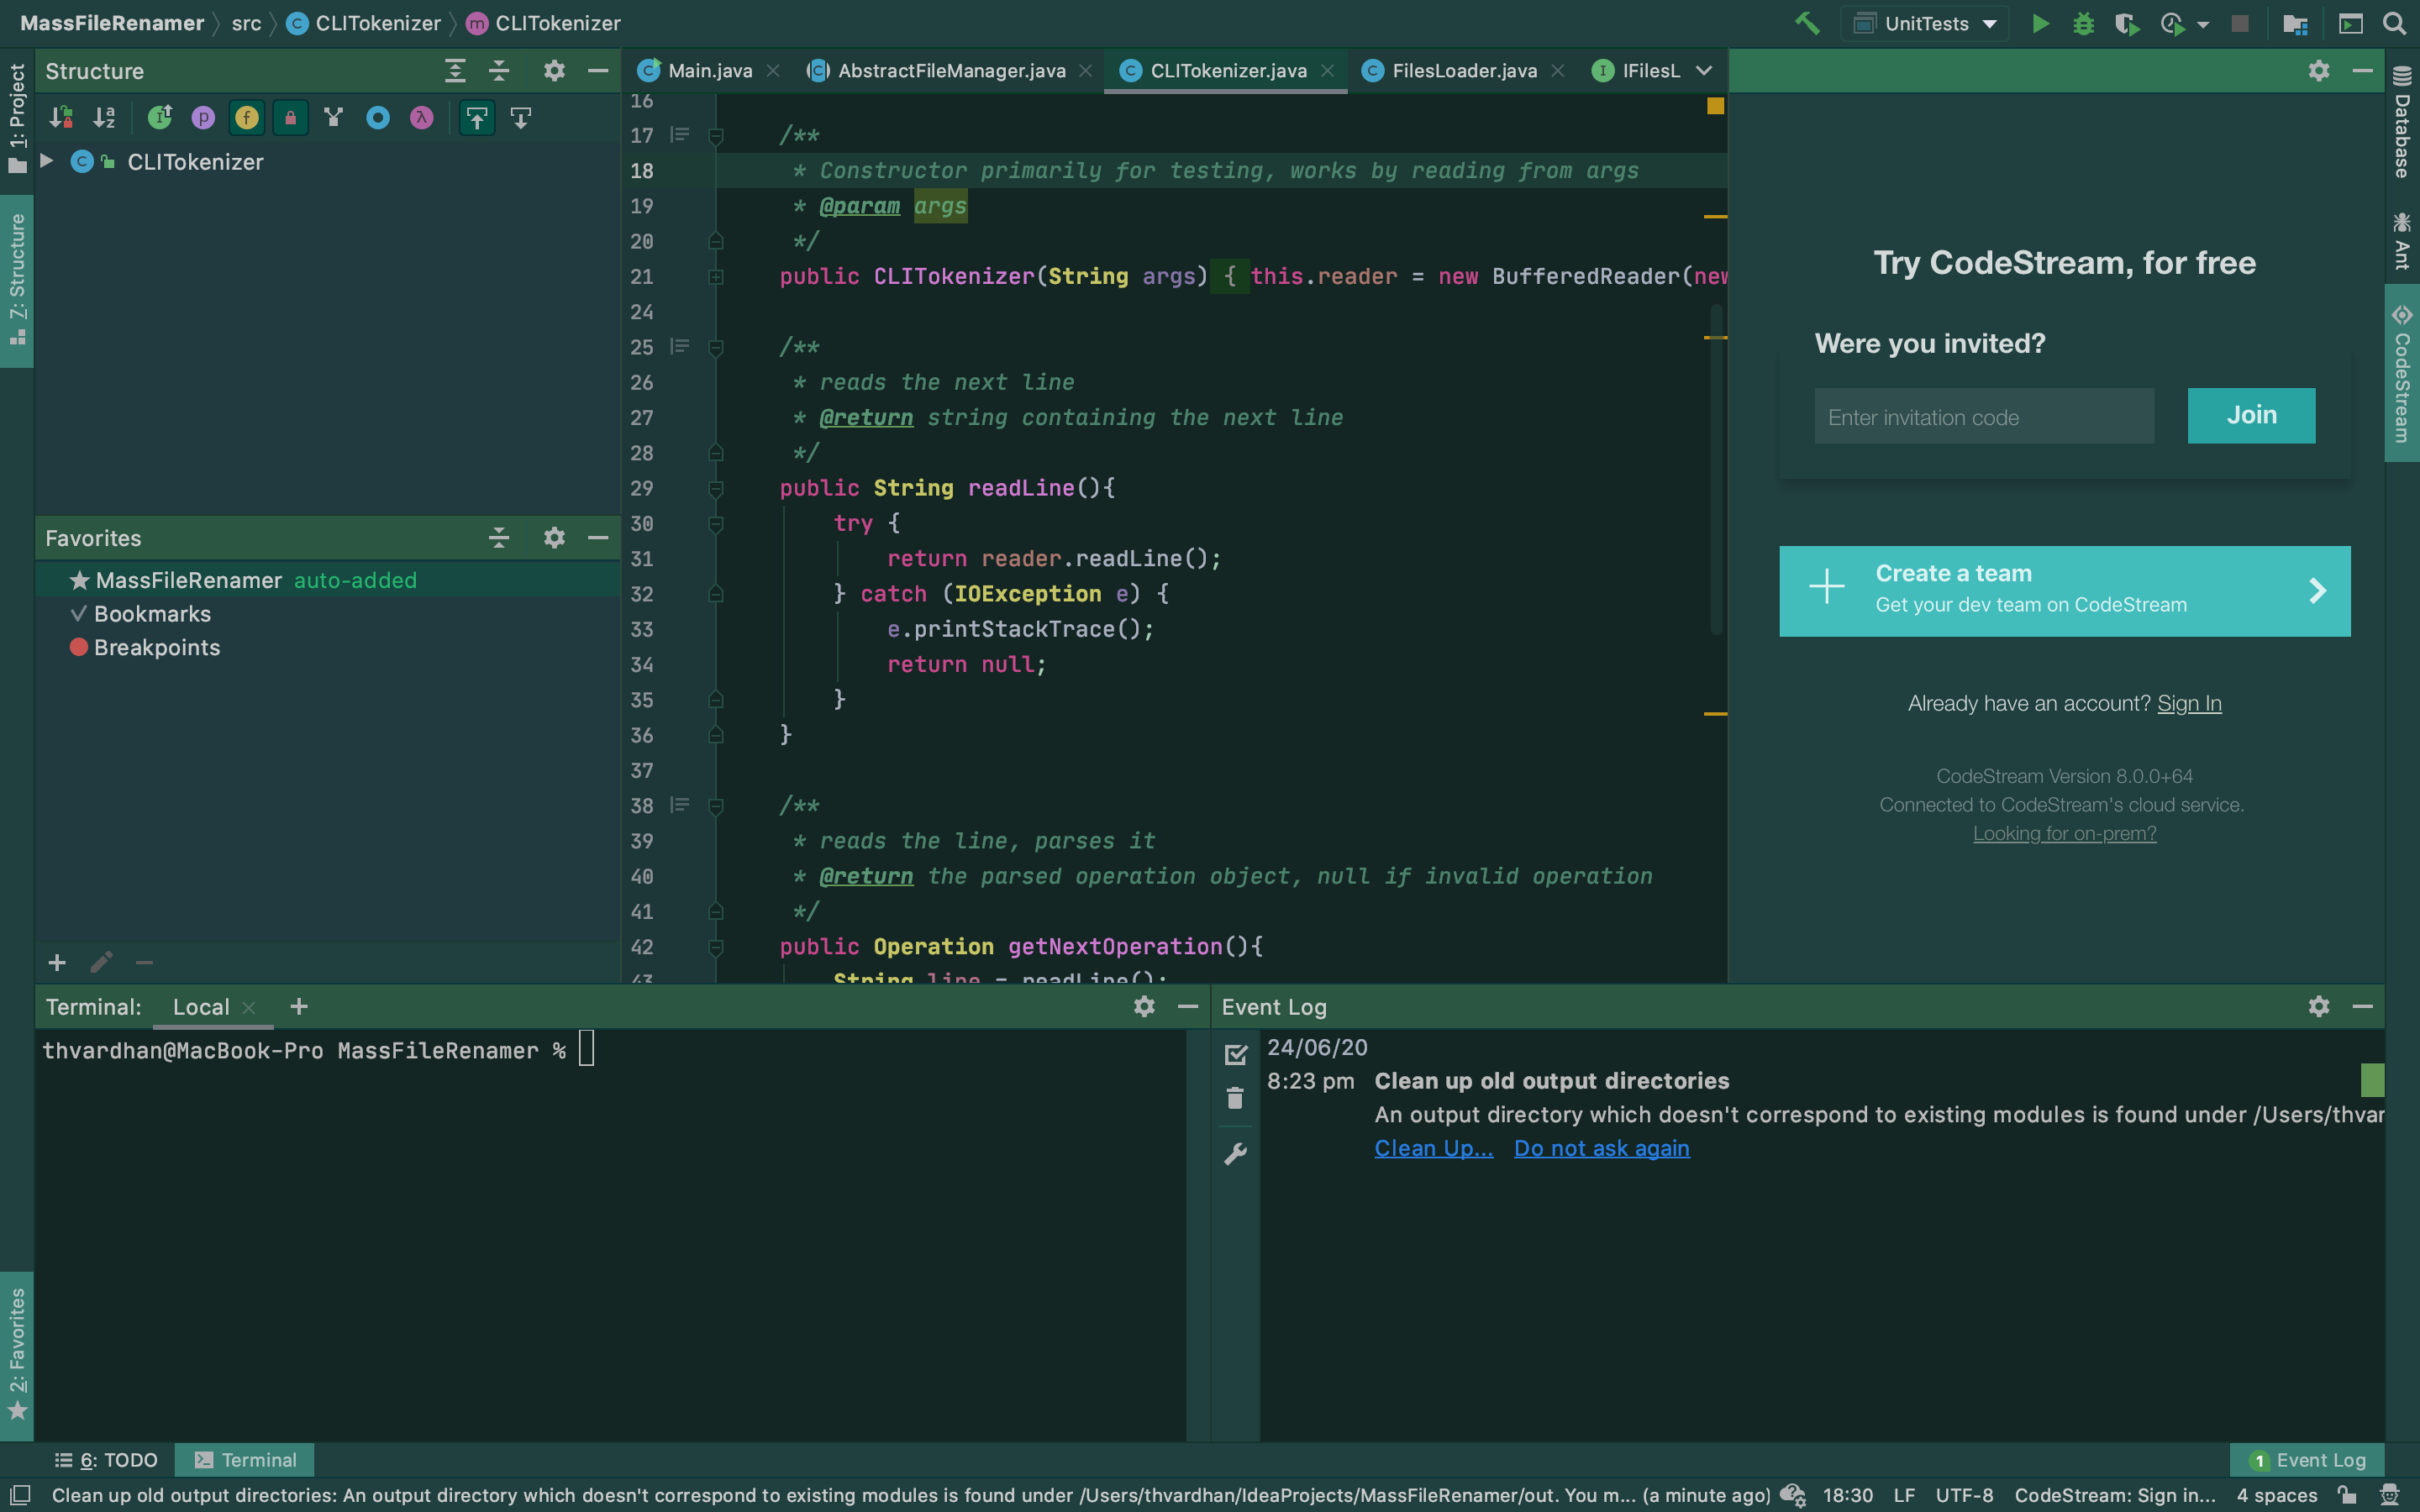 MassFileRenamer src CLITokenizer CLITokenizer
UnitTests
1: Project
7: Structure
2: Favorites
Structure
CLITokenizer
Favorites
MassFileRenamer auto-added
Bookmarks
Breakpoints
Main.java AbstractFileManager.java CLITokenizer.java FilesLoader.java IFilesL
16
17 /**
18 * Constructor primarily for testing, works by reading from args
19 * @param args
20 */
21 public CLITokenizer(String args) { this.reader = new BufferedReader(new
24
25 /**
26 * reads the next line
27 * @return string containing the next line
28 */
29 public String readLine(){
30 try {
31 return reader.readLine();
32 } catch (IOException e) {
33 e.printStackTrace();
34 return null;
35 }
36 }
37
38 /**
39 * reads the line, parses it
40 * @return the parsed operation object, null if invalid operation
41 */
42 public Operation getNextOperation(){
43 String line = readLine();
Try CodeStream, for free
Were you invited?
Enter invitation code Join
Create a team
Get your dev team on CodeStream
Already have an account? Sign In
CodeStream Version 8.0.0+64
Connected to CodeStream's cloud service.
Looking for on-prem?
Database
Ant
CodeStream
Terminal: Local
thvardhan@MacBook-Pro MassFileRenamer %
Event Log
24/06/20
8:23 pm Clean up old output directories
An output directory which doesn't correspond to existing modules is found under /Users/thvar
Clean Up... Do not ask again
6: TODO Terminal
1 Event Log
Clean up old output directories: An output directory which doesn't correspond to existing modules is found under /Users/thvardhan/IdeaProjects/MassFileRenamer/out. You m... (a minute ago) 18:30 LF UTF-8 CodeStream: Sign in... 4 spaces